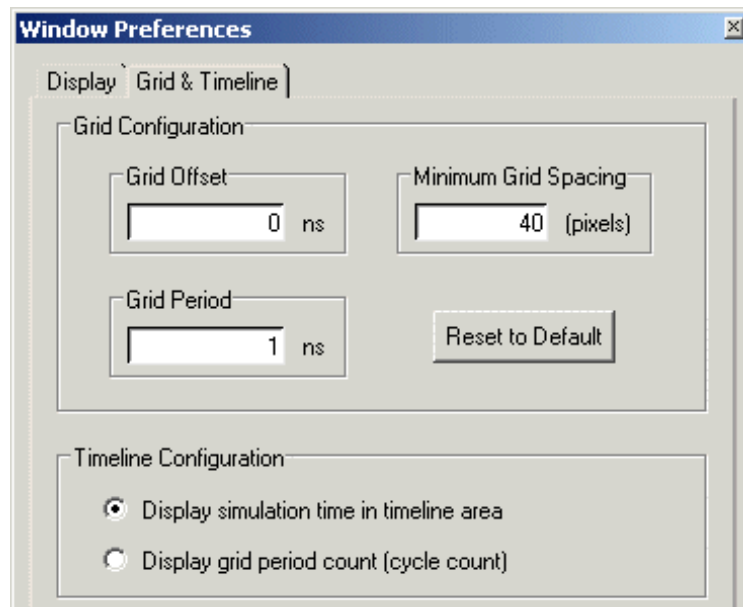 Window Preferences
Display
Grid & Timeline
Grid Configuration
Grid Offset
0 ns
Minimum Grid Spacing
40 (pixels)
Grid Period
1 ns
Reset to Default
Timeline Configuration
Display simulation time in timeline area
Display grid period count (cycle count)